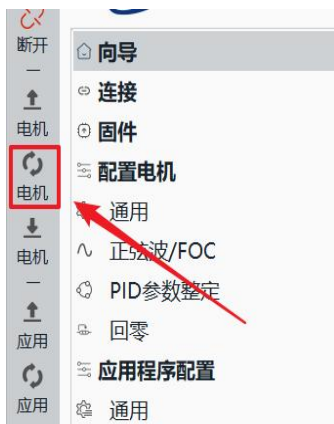 断开
电机
电机
电机
应用
应用
向导
连接
固件
配置电机
通用
正弦波/FOC
PID参数整定
回零
应用程序配置
通用